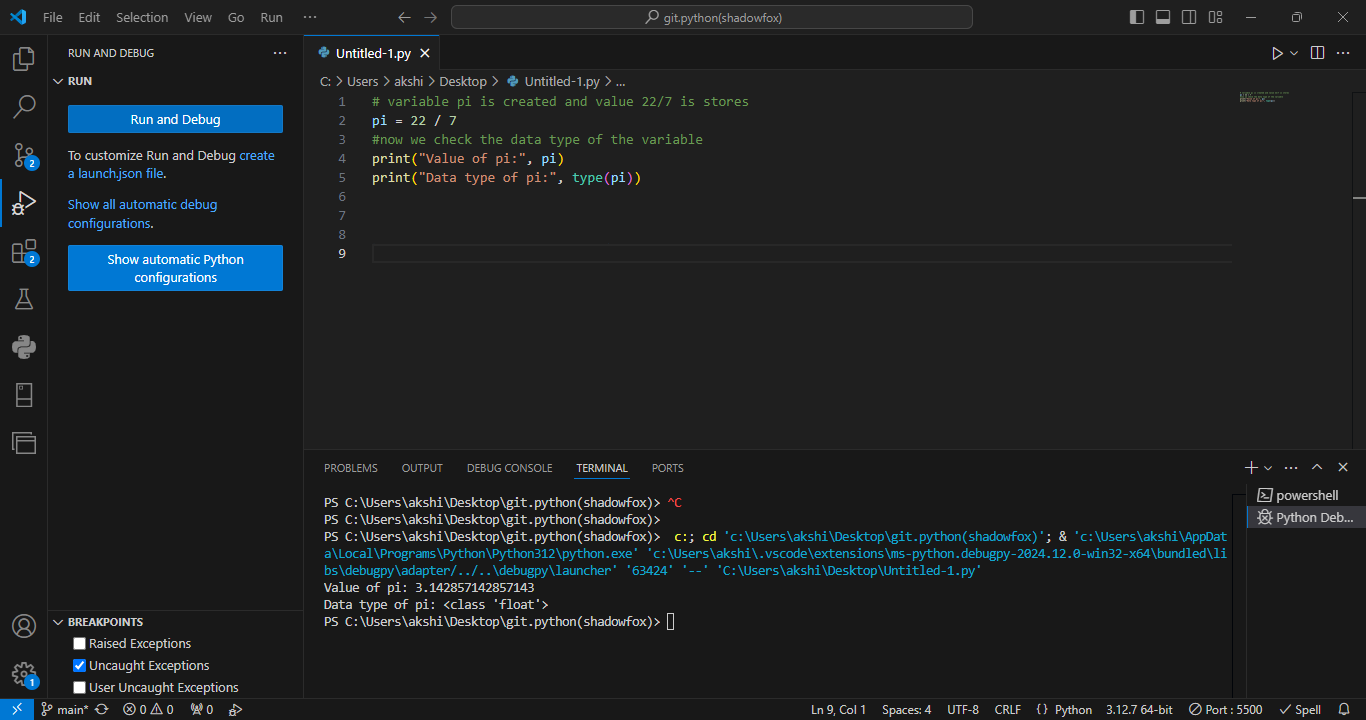 File Edit Selection View Go Run ··· git.python(shadowfox)
RUN AND DEBUG ···
RUN
Run and Debug
To customize Run and Debug create
a launch.json file.
Show all automatic debug
configurations.
Show automatic Python
configurations
2
2
1
BREAKPOINTS
Raised Exceptions
Uncaught Exceptions
User Uncaught Exceptions
Untitled-1.py
C: > Users > akshi > Desktop > Untitled-1.py > ...
1 # variable pi is created and value 22/7 is stores
2 pi = 22 / 7
3 #now we check the data type of the variable
4 print("Value of pi:", pi)
5 print("Data type of pi:", type(pi))
6
7
8
9
PROBLEMS OUTPUT DEBUG CONSOLE TERMINAL PORTS
PS C:\Users\akshi\Desktop\git.python(shadowfox)> ^C
PS C:\Users\akshi\Desktop\git.python(shadowfox)>
PS C:\Users\akshi\Desktop\git.python(shadowfox)>  c:; cd 'c:\Users\akshi\Desktop\git.python(shadowfox)'; & 'c:\Users\akshi\AppDat
a\Local\Programs\Python\Python312\python.exe' 'c:\Users\akshi\.vscode\extensions\ms-python.debugpy-2024.12.0-win32-x64\bundled\li
bs\debugpy\adapter/../..\debugpy\launcher' '63424' '--' 'C:\Users\akshi\Desktop\Untitled-1.py'
Value of pi: 3.142857142857143
Data type of pi: <class 'float'>
PS C:\Users\akshi\Desktop\git.python(shadowfox)>
powershell
Python Deb...
main* 0 0 0 Ln 9, Col 1 Spaces: 4 UTF-8 CRLF {} Python 3.12.7 64-bit Port : 5500 Spell